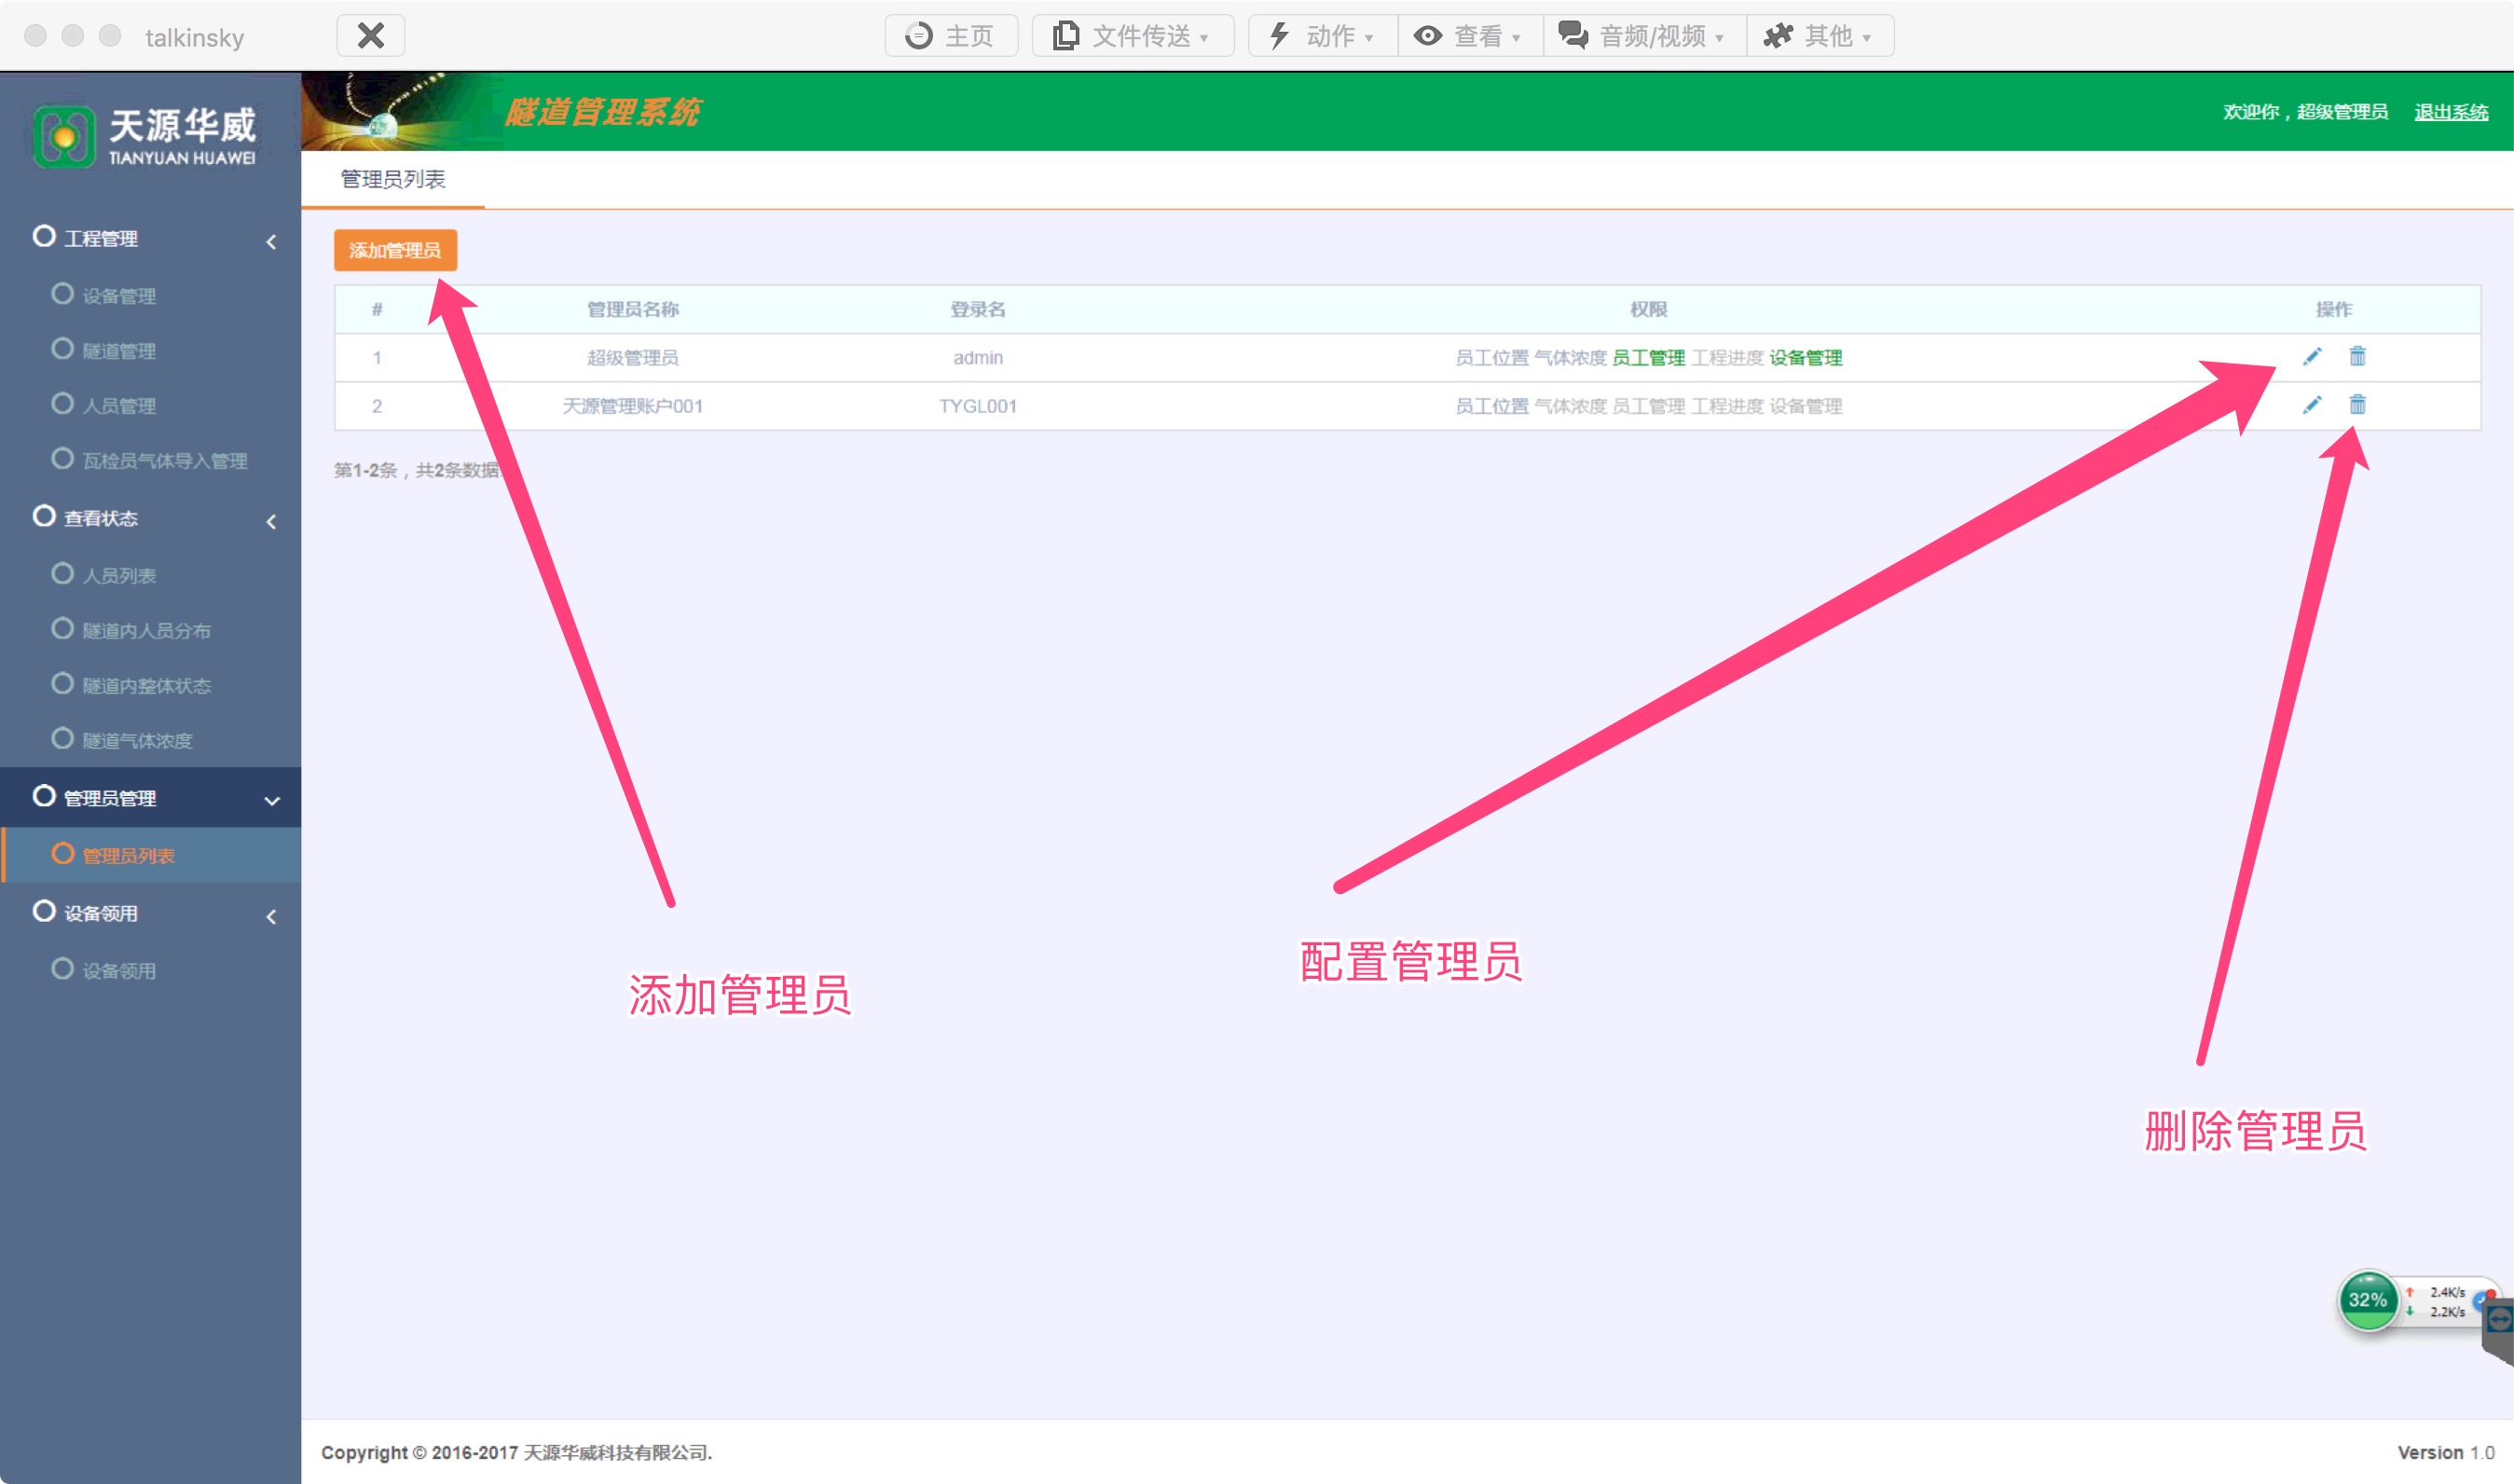 talkinsky
主页
文件传送
动作
查看
音频/视频
其他
天源华威
TIANYUAN HUAWEI
隧道管理系统
欢迎你，超级管理员 退出系统
工程管理
设备管理
隧道管理
人员管理
瓦检员气体导入管理
查看状态
人员列表
隧道内人员分布
隧道内整体状态
隧道气体浓度
管理员管理
管理员列表
设备领用
设备领用
管理员列表
添加管理员
# 管理员名称 登录名 权限 操作
1 超级管理员 admin 员工位置 气体浓度 员工管理 工程进度 设备管理
2 天源管理账户001 TYGL001 员工位置 气体浓度 员工管理 工程进度 设备管理
第1-2条，共2条数据.
添加管理员
配置管理员
删除管理员
32%
2.4K/s
2.2K/s
Copyright © 2016-2017 天源华威科技有限公司.
Version 1.0